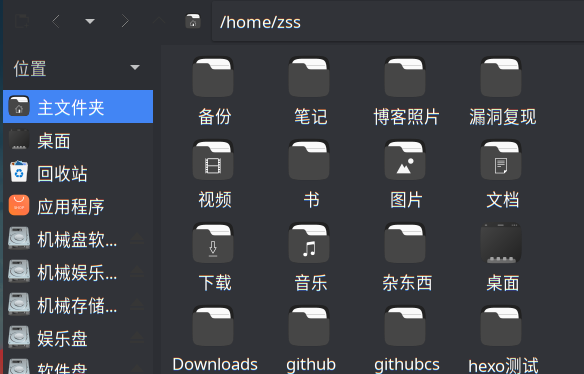 /home/zss
位置
主文件夹
桌面
回收站
应用程序
机械盘软...
机械娱乐...
机械存储...
娱乐盘
软件盘
备份 笔记 博客照片 漏洞复现
视频 书 图片 文档
下载 音乐 杂东西 桌面
Downloads github githubcs hexo测试